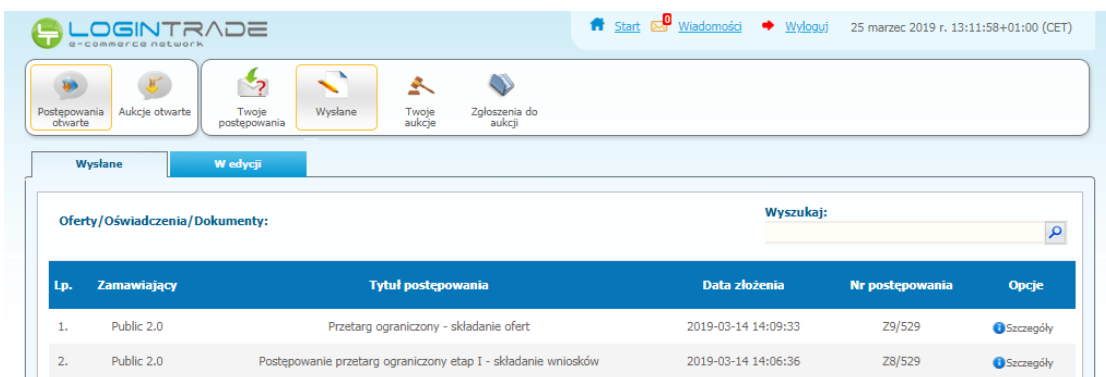 LOGINTRADE
e-commerce network
Start 0 Wiadomości Wyloguj 25 marzec 2019 r. 13:11:58+01:00 (CET)
Postępowania otwarte
Aukcje otwarte
Twoje postępowania
Wysłane
Twoje aukcje
Zgłoszenia do aukcji
Wysłane W edycji
Oferty/Oświadczenia/Dokumenty:
Wyszukaj:
Lp. Zamawiający Tytuł postępowania Data złożenia Nr postępowania Opcje
1. Public 2.0 Przetarg ograniczony - składanie ofert 2019-03-14 14:09:33 Z9/529 Szczegóły
2. Public 2.0 Postępowanie przetarg ograniczony etap I - składanie wniosków 2019-03-14 14:06:36 Z8/529 Szczegóły